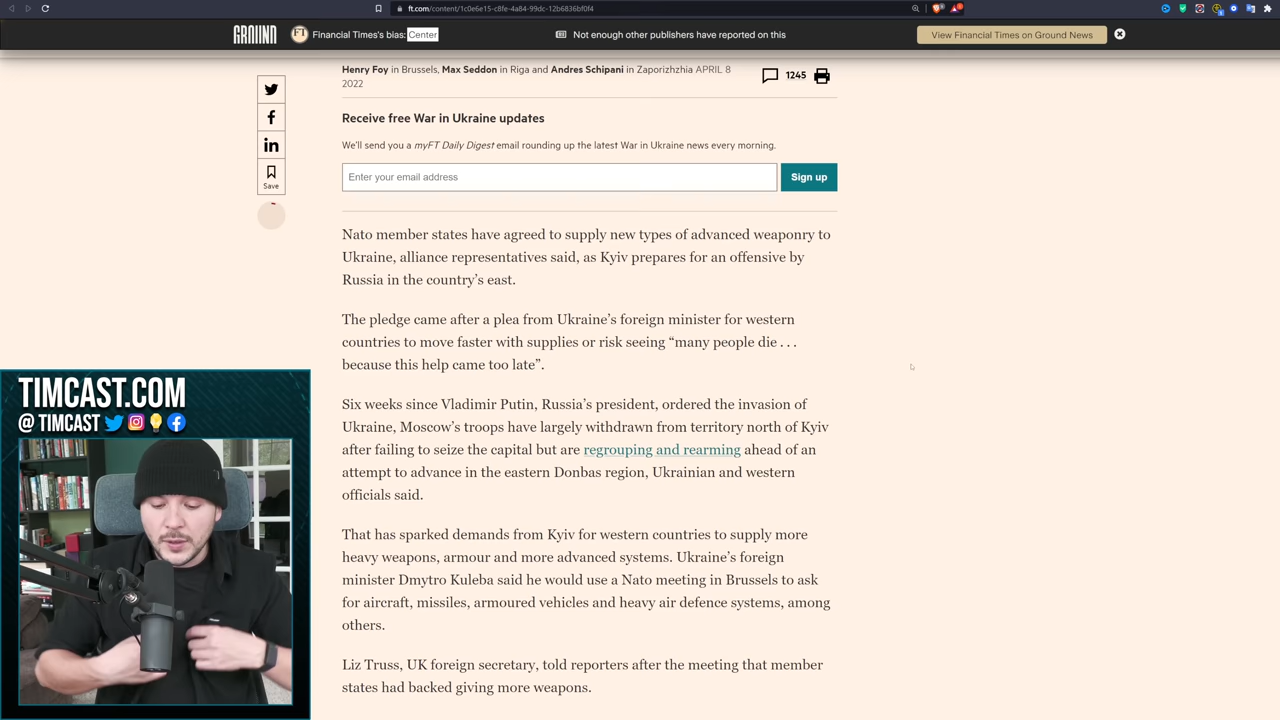 ft.com/content/1c0e6e15-c8fe-4a84-99dc-12b6836bf0f4
GROUND
FT
Financial Times's bias: Center
Not enough other publishers have reported on this
View Financial Times on Ground News
Henry Foy in Brussels, Max Seddon in Riga and Andres Schipani in Zaporizhzhia APRIL 8
2022
1245
Receive free War in Ukraine updates
We'll send you a myFT Daily Digest email rounding up the latest War in Ukraine news every morning.
Enter your email address
Sign up
Save
Nato member states have agreed to supply new types of advanced weaponry to
Ukraine, alliance representatives said, as Kyiv prepares for an offensive by
Russia in the country's east.
The pledge came after a plea from Ukraine's foreign minister for western
countries to move faster with supplies or risk seeing “many people die . . .
because this help came too late”.
Six weeks since Vladimir Putin, Russia's president, ordered the invasion of
Ukraine, Moscow's troops have largely withdrawn from territory north of Kyiv
after failing to seize the capital but are regrouping and rearming ahead of an
attempt to advance in the eastern Donbas region, Ukrainian and western
officials said.
That has sparked demands from Kyiv for western countries to supply more
heavy weapons, armour and more advanced systems. Ukraine's foreign
minister Dmytro Kuleba said he would use a Nato meeting in Brussels to ask
for aircraft, missiles, armoured vehicles and heavy air defence systems, among
others.
Liz Truss, UK foreign secretary, told reporters after the meeting that member
states had backed giving more weapons.
TIMCAST.COM
@ TIMCAST